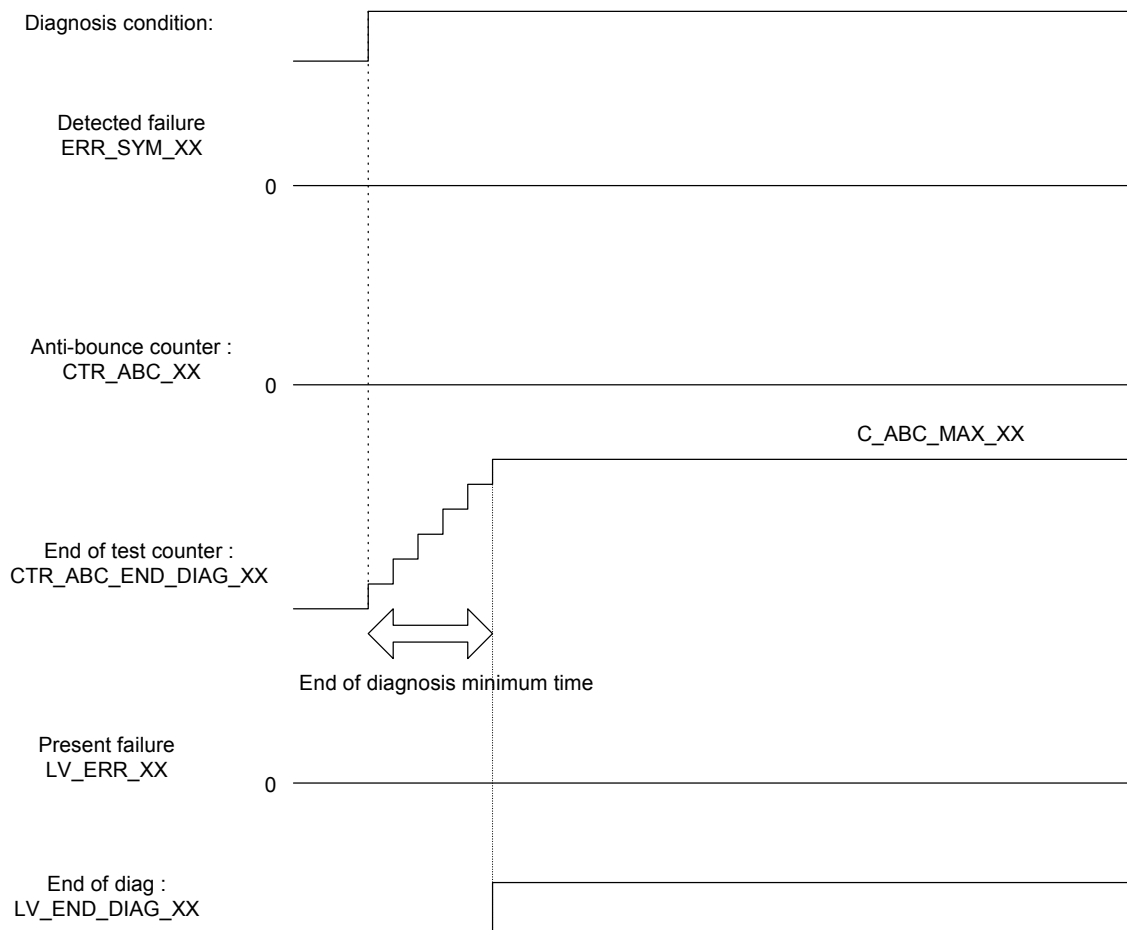 Diagnosis condition:
Detected failure
ERR_SYM_XX
0
Anti-bounce counter :
CTR_ABC_XX
0
C_ABC_MAX_XX
End of test counter :
CTR_ABC_END_DIAG_XX
End of diagnosis minimum time
Present failure
LV_ERR_XX
0
End of diag :
LV_END_DIAG_XX